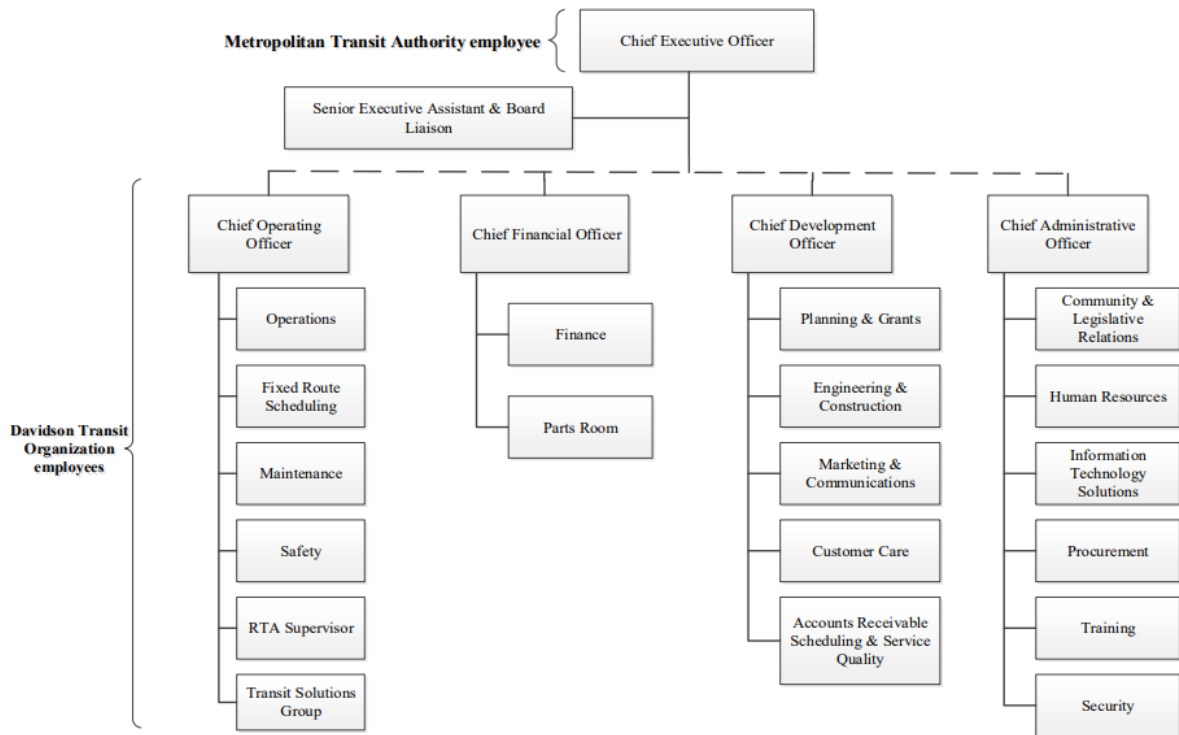 Metropolitan Transit Authority employee
Chief Executive Officer
Senior Executive Assistant & Board
Liaison
Davidson Transit
Organization
employees
Chief Operating
Officer
Operations
Fixed Route
Scheduling
Maintenance
Safety
RTA Supervisor
Transit Solutions
Group
Chief Financial Officer
Finance
Parts Room
Chief Development
Officer
Planning & Grants
Engineering &
Construction
Marketing &
Communications
Customer Care
Accounts Receivable
Scheduling & Service
Quality
Chief Administrative
Officer
Community &
Legislative
Relations
Human Resources
Information
Technology
Solutions
Procurement
Training
Security